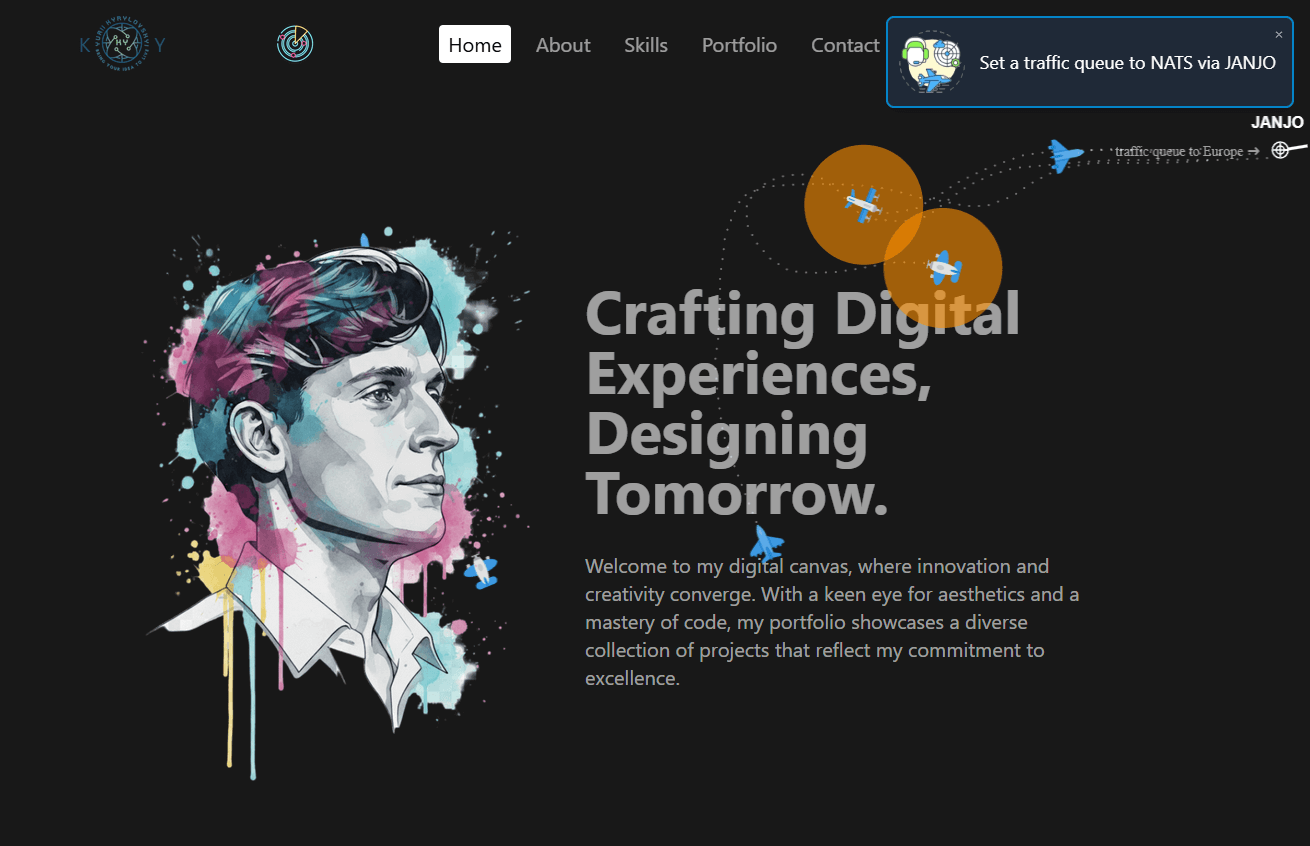 K Y
Home About Skills Portfolio Contact
Set a traffic queue to NATS via JANJO
×
JANJO
traffic queue to Europe →
Crafting Digital
Experiences,
Designing
Tomorrow.
Welcome to my digital canvas, where innovation and
creativity converge. With a keen eye for aesthetics and a
mastery of code, my portfolio showcases a diverse
collection of projects that reflect my commitment to
excellence.